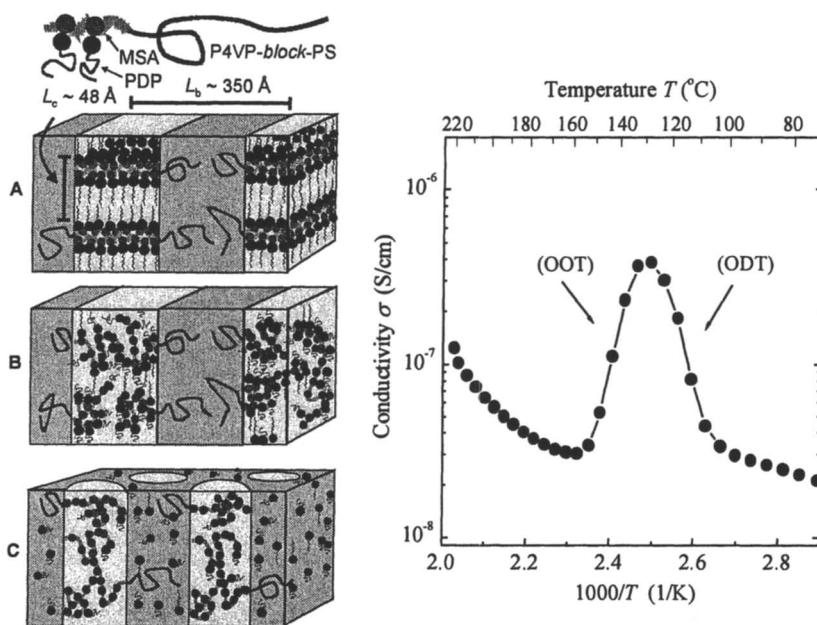 MSA
P4VP-block-PS
PDP
Lc ~ 48 Å
Lb ~ 350 Å
A
B
C
Temperature T (°C)
220 200 180 160 140 120 100 80
Conductivity σ (S/cm)
10⁻⁶
10⁻⁷
10⁻⁸
(OOT)
(ODT)
2.0 2.2 2.4 2.6 2.8
1000/T (1/K)